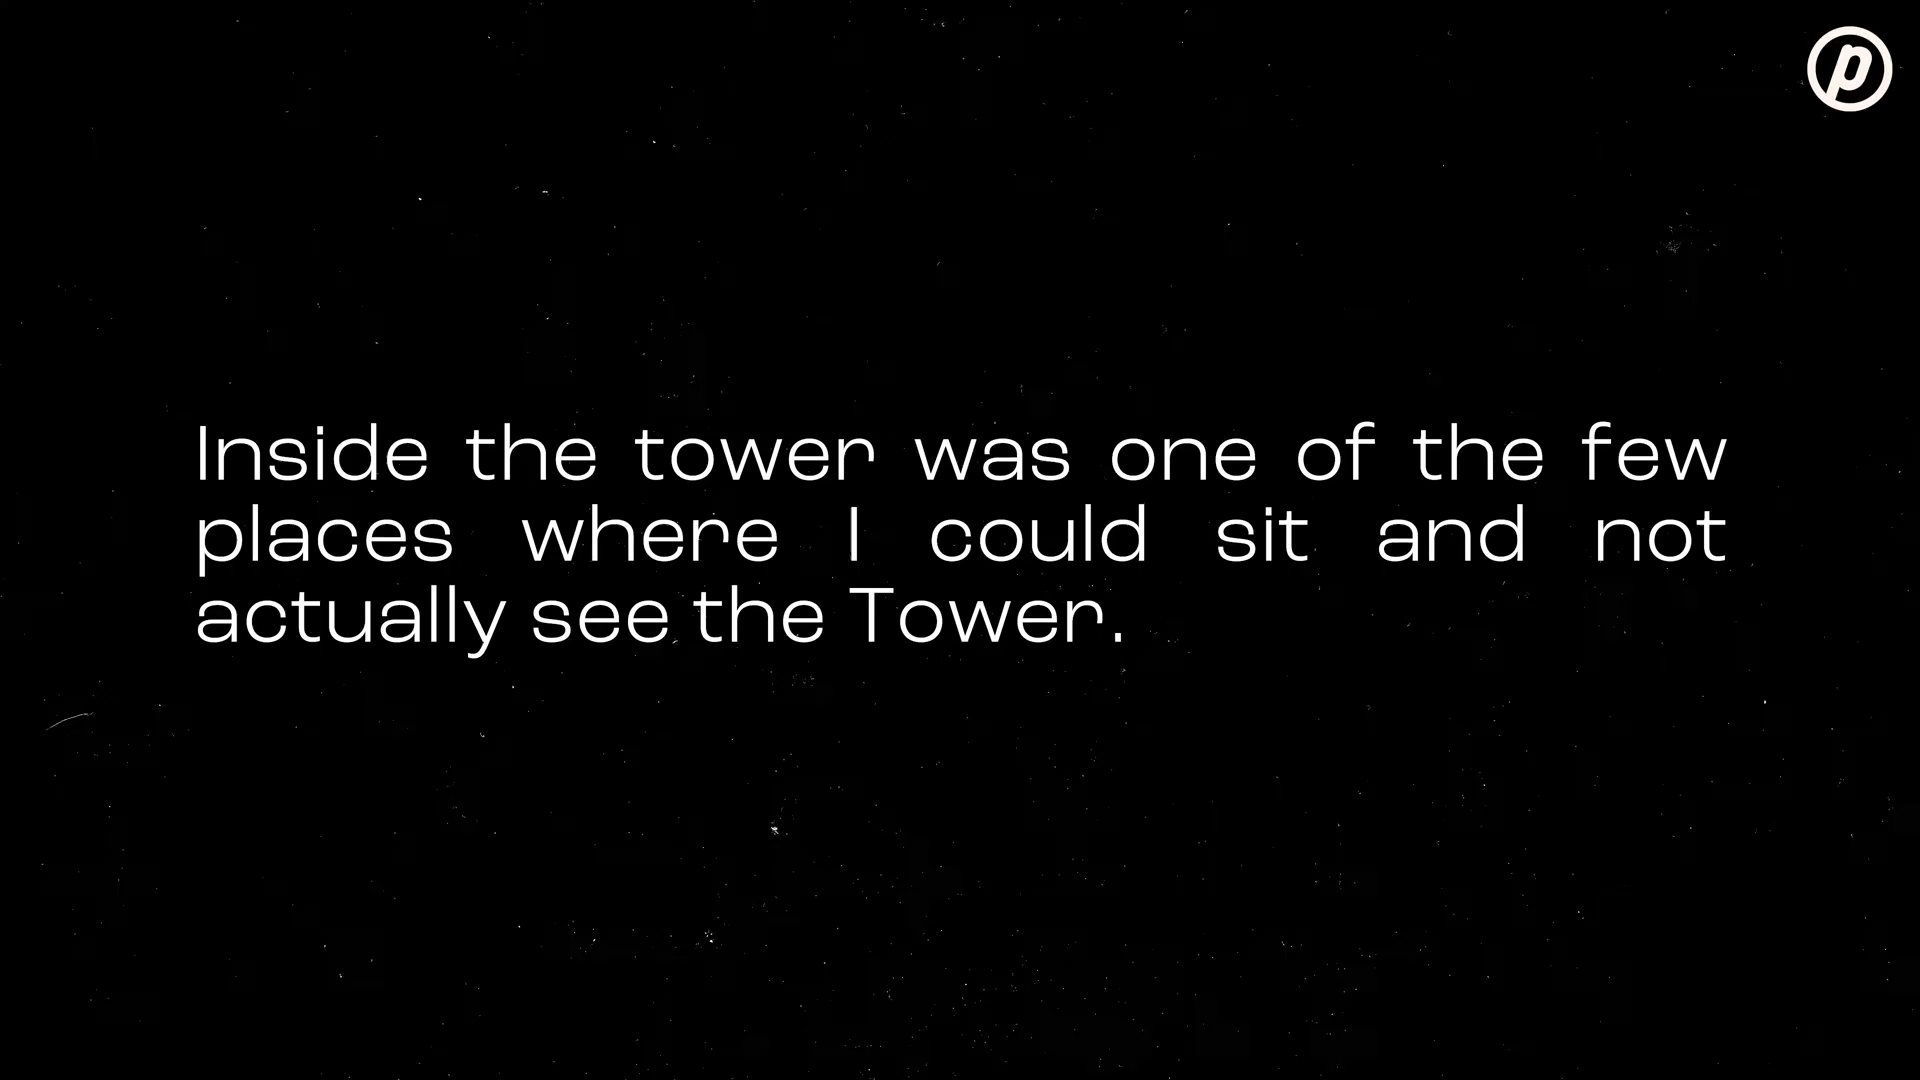 p
Inside the tower was one of the few
places where I could sit and not
actually see the Tower.